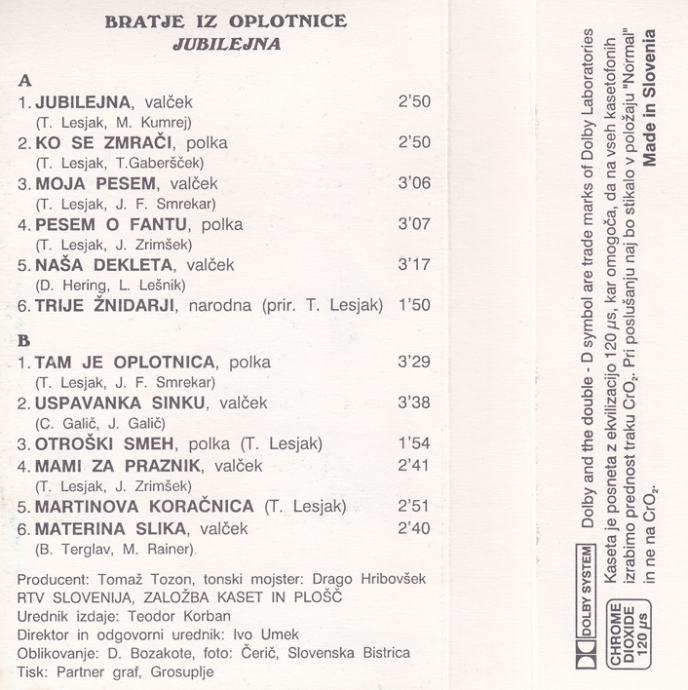 BRATJE IZ OPLOTNICE
JUBILEJNA
A
1. JUBILEJNA, valček 2'50
(T. Lesjak, M. Kumrej)
2. KO SE ZMRAČI, polka 2'50
(T. Lesjak, T.Gaberšček)
3. MOJA PESEM, valček 3'06
(T. Lesjak, J. F. Smrekar)
4. PESEM O FANTU, polka 3'07
(T. Lesjak, J. Zrimšek)
5. NAŠA DEKLETA, valček 3'17
(D. Hering, L. Lešnik)
6. TRIJE ŽNIDARJI, narodna (prir. T. Lesjak) 1'50
B
1. TAM JE OPLOTNICA, polka 3'29
(T. Lesjak, J. F. Smrekar)
2. USPAVANKA SINKU, valček 3'38
(C. Galič, J. Galič)
3. OTROŠKI SMEH, polka (T. Lesjak) 1'54
4. MAMI ZA PRAZNIK, valček 2'41
(T. Lesjak, J. Zrimšek)
5. MARTINOVA KORAČNICA (T. Lesjak) 2'51
6. MATERINA SLIKA, valček 2'40
(B. Terglav, M. Rainer)
Producent: Tomaž Tozon, tonski mojster: Drago Hribovšek
RTV SLOVENIJA, ZALOŽBA KASET IN PLOŠČ
Urednik izdaje: Teodor Korban
Direktor in odgovorni urednik: Ivo Umek
Oblikovanje: D. Bozakote, foto: Čerič, Slovenska Bistrica
Tisk: Partner graf, Grosuplje
DOLBY SYSTEM Dolby and the double - D symbol are trade marks of Dolby Laboratories
CHROME
DIOXIDE
120 µs
Kaseta je posneta z ekvilizacijo 120 µs, kar omogoča, da na vseh kasetofonih
izrabimo prednost traku CrO₂. Pri poslušanju naj bo stikalo v položaju "Normal"
in ne na CrO₂. Made in Slovenia